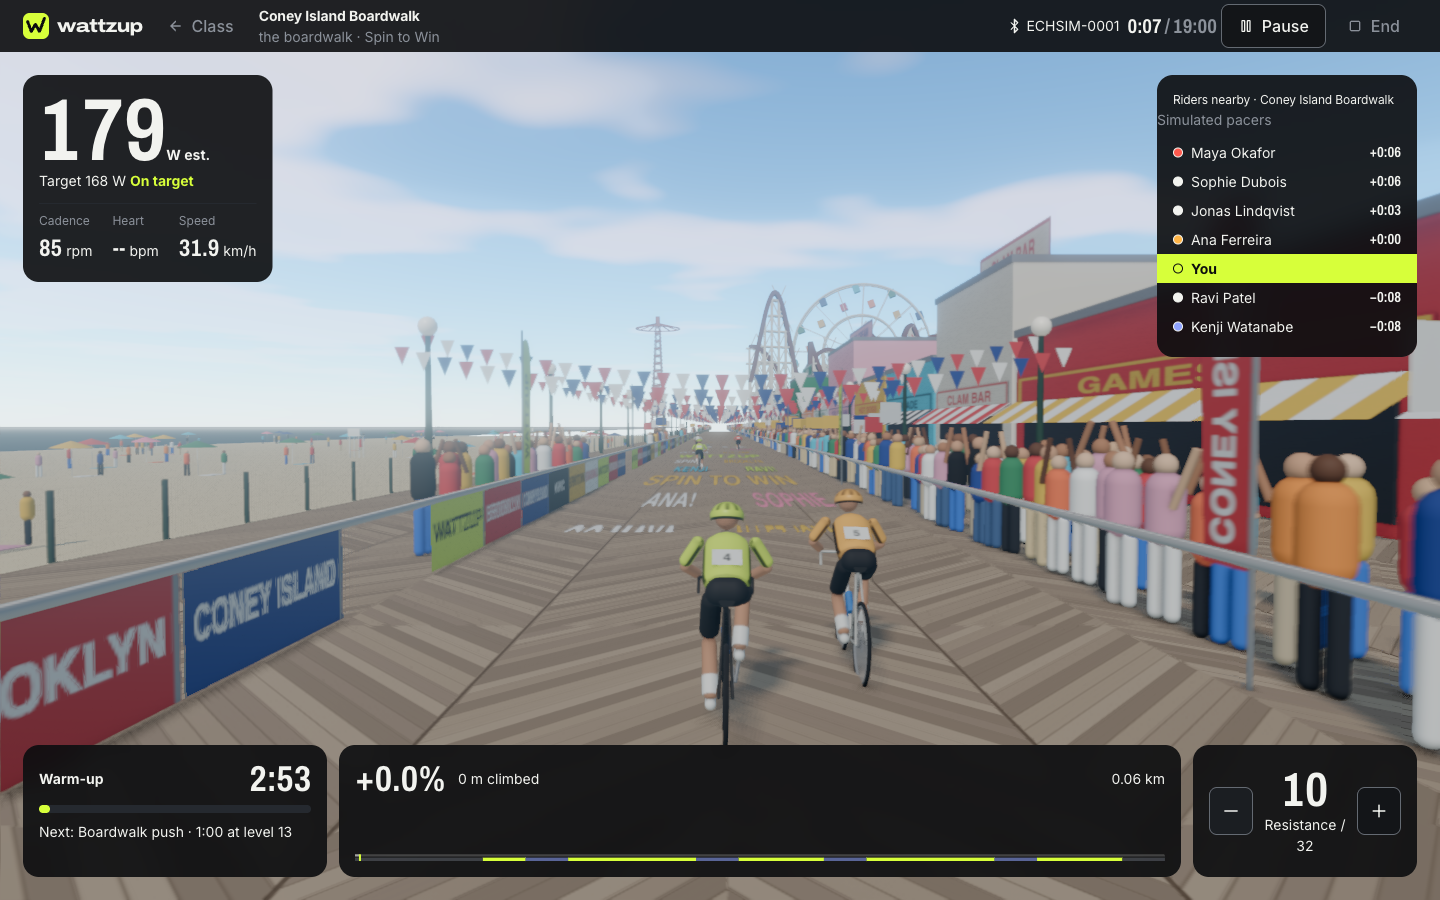 wattzup
Class
Coney Island Boardwalk
the boardwalk · Spin to Win
ECHSIM-0001
0:07 / 19:00
Pause
End
179 W est.
Target 168 W On target
Cadence Heart Speed
85 rpm -- bpm 31.9 km/h
Riders nearby · Coney Island Boardwalk
Simulated pacers
Maya Okafor +0:06
Sophie Dubois +0:06
Jonas Lindqvist +0:03
Ana Ferreira +0:00
You
Ravi Patel −0:08
Kenji Watanabe −0:08
CLAM BAR
GAMES
CLAM BAR
CONEY IS
SPIN TO WIN
ANA!
SOPHIE
WATTZUP
4
5
OKLYN
CONEY ISLAND
Warm-up 2:53
Next: Boardwalk push · 1:00 at level 13
+0.0% 0 m climbed 0.06 km
10
Resistance /
32